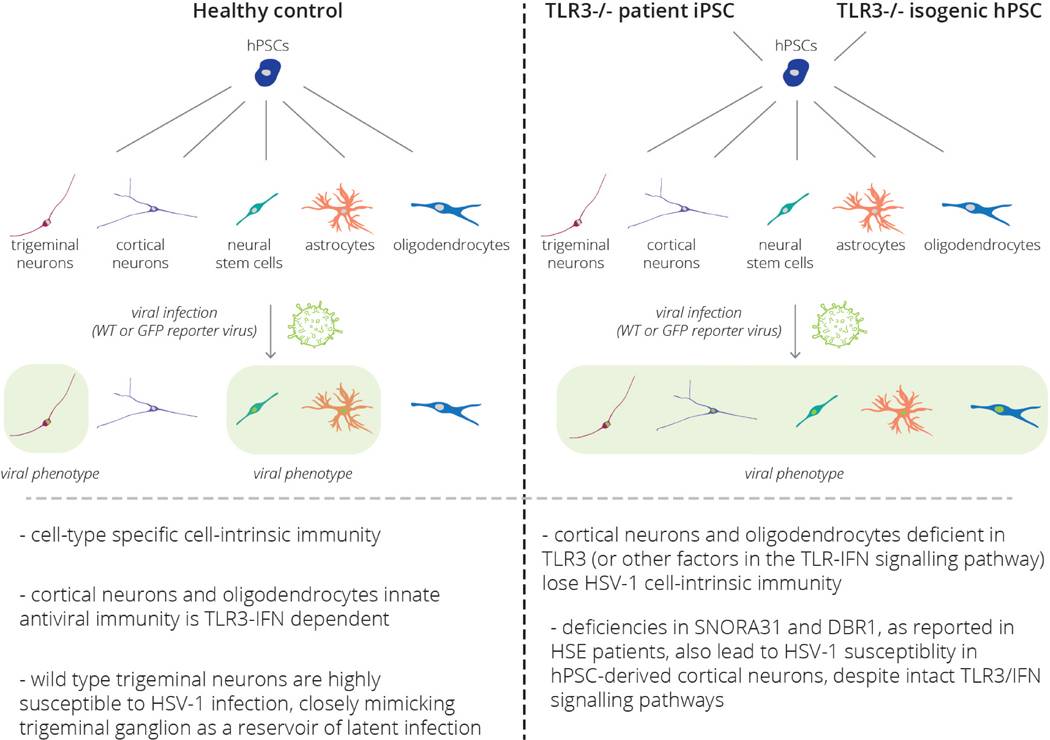 Healthy control
hPSCs
trigeminal
neurons
cortical
neurons
neural
stem cells
astrocytes
oligodendrocytes
viral infection
(WT or GFP reporter virus)
viral phenotype
viral phenotype
- cell-type specific cell-intrinsic immunity
- cortical neurons and oligodendrocytes innate
antiviral immunity is TLR3-IFN dependent
- wild type trigeminal neurons are highly
susceptible to HSV-1 infection, closely mimicking
trigeminal ganglion as a reservoir of latent infection
TLR3-/- patient iPSC
TLR3-/- isogenic hPSC
hPSCs
trigeminal
neurons
cortical
neurons
neural
stem cells
astrocytes
oligodendrocytes
viral infection
(WT or GFP reporter virus)
viral phenotype
- cortical neurons and oligodendrocytes deficient in
TLR3 (or other factors in the TLR-IFN signalling pathway)
lose HSV-1 cell-intrinsic immunity
- deficiencies in SNORA31 and DBR1, as reported in
HSE patients, also lead to HSV-1 susceptiblity in
hPSC-derived cortical neurons, despite intact TLR3/IFN
signalling pathways